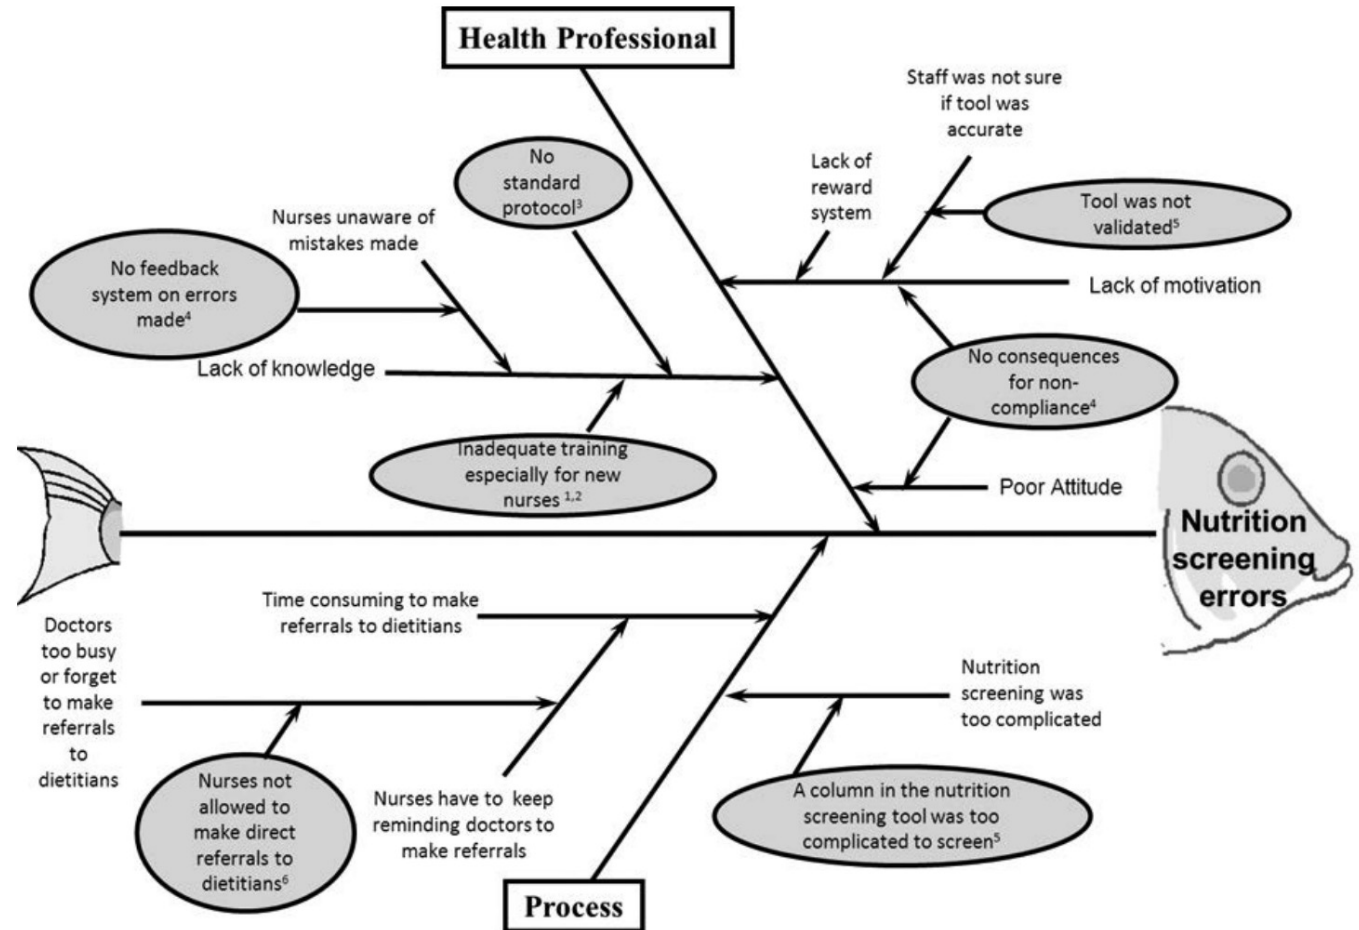 Health Professional
Staff was not sure
if tool was
accurate
No
standard
protocol³
Lack of
reward
system
Tool was not
validated⁵
Nurses unaware of
mistakes made
No feedback
system on errors
made⁴
Lack of motivation
Lack of knowledge
No consequences
for non-
compliance⁴
Inadequate training
especially for new
nurses ¹,²
Poor Attitude
Nutrition
screening
errors
Time consuming to make
referrals to dietitians
Doctors
too busy
or forget
to make
referrals
to
dietitians
Nutrition
screening was
too complicated
Nurses not
allowed to
make direct
referrals to
dietitians⁶
Nurses have to keep
reminding doctors to
make referrals
A column in the nutrition
screening tool was too
complicated to screen⁵
Process